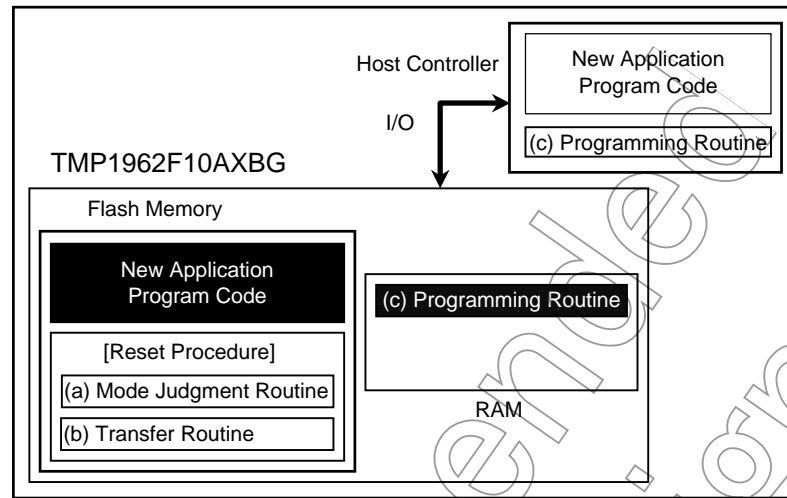 Host Controller
New Application
Program Code
I/O
(c) Programming Routine
TMP1962F10AXBG
Flash Memory
New Application
Program Code
(c) Programming Routine
[Reset Procedure]
(a) Mode Judgment Routine
(b) Transfer Routine
RAM